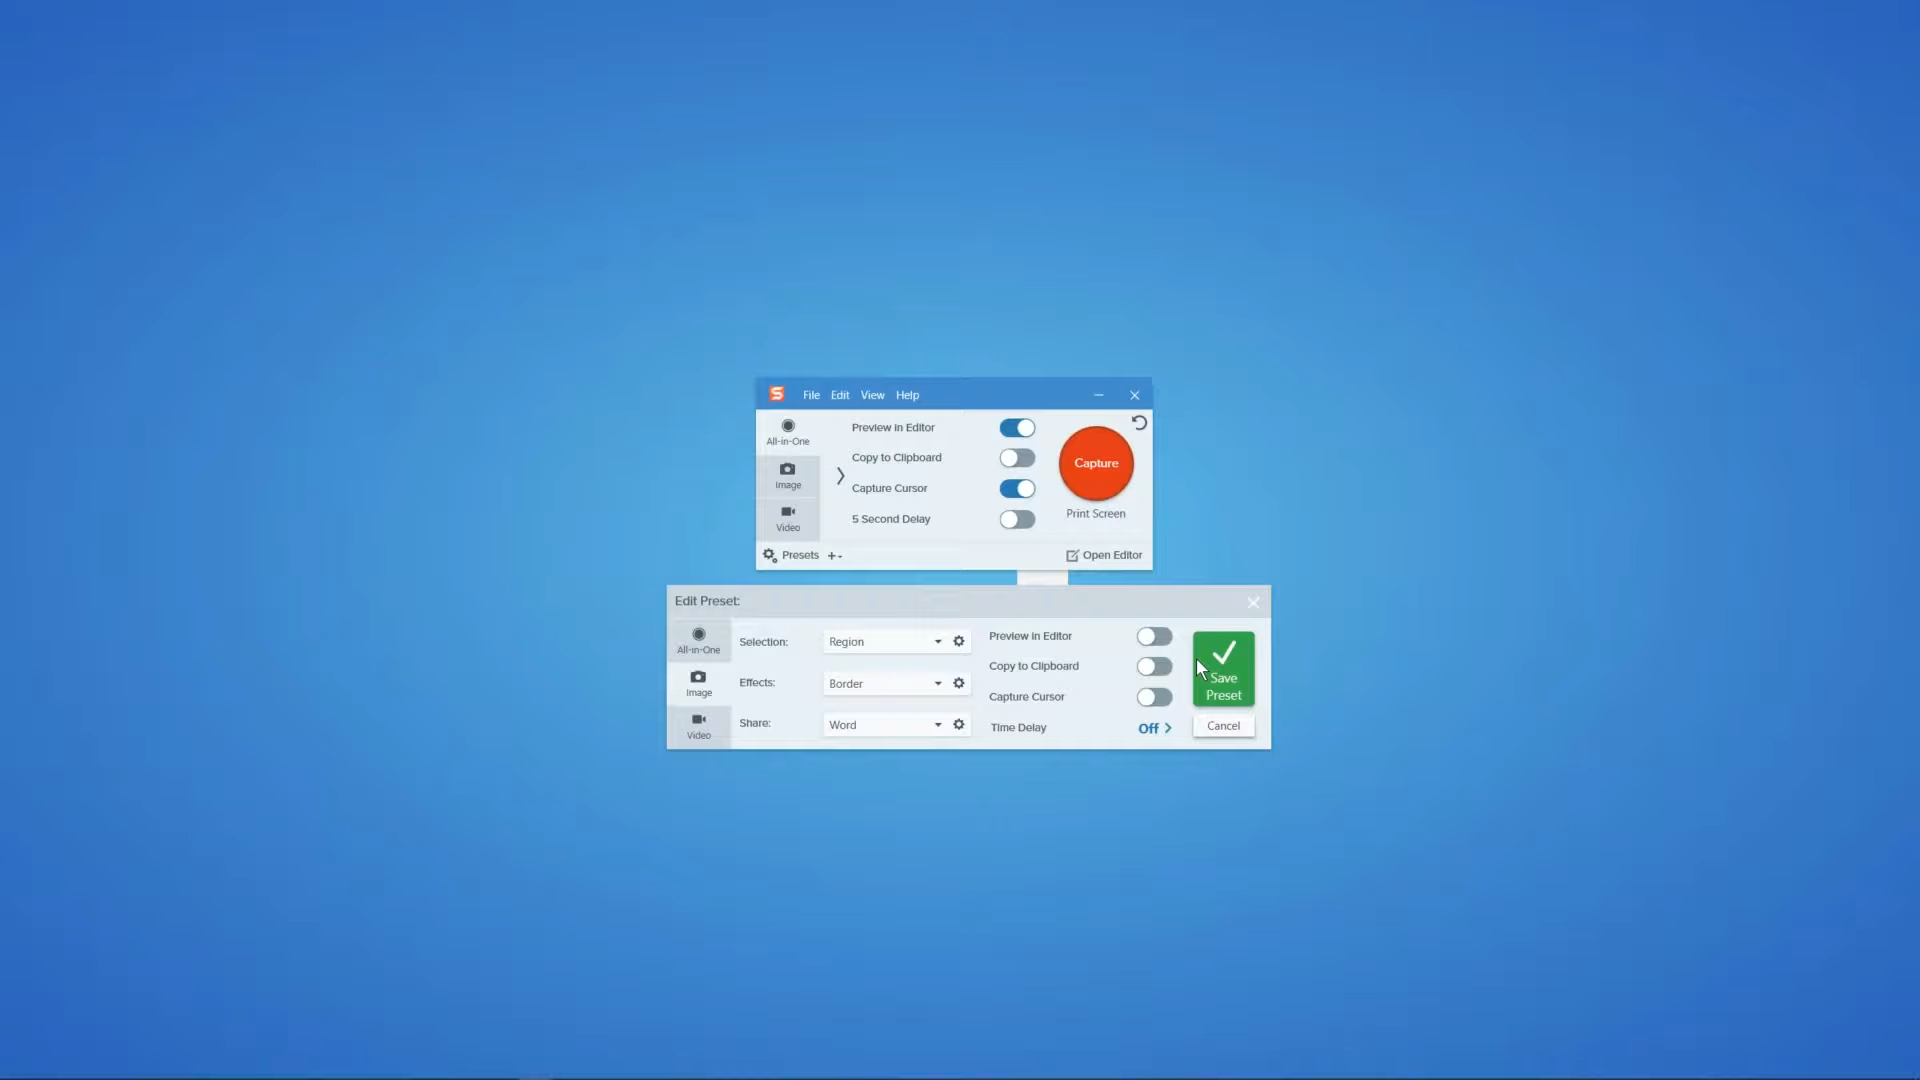 File Edit View Help
All-in-One
Image
Video
Preview in Editor
Copy to Clipboard
Capture Cursor
5 Second Delay
Capture
Print Screen
Presets
Open Editor
Edit Preset:
All-in-One
Image
Video
Selection: Region
Effects: Border
Share: Word
Preview in Editor
Copy to Clipboard
Capture Cursor
Time Delay Off
Save
Preset
Cancel